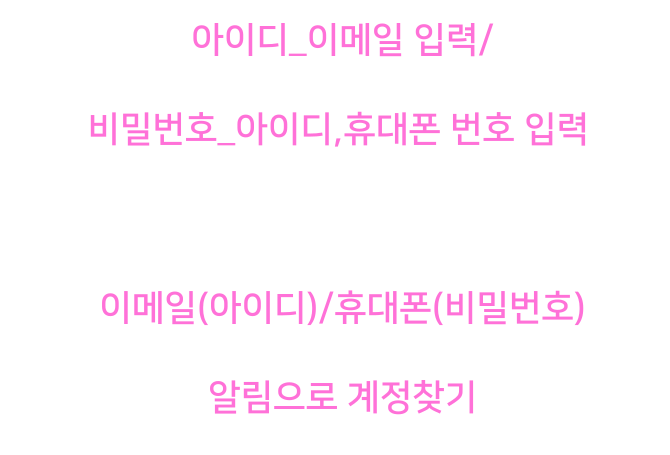 아이디_이메일 입력/
비밀번호_아이디,휴대폰 번호 입력
이메일(아이디)/휴대폰(비밀번호)
알림으로 계정찾기